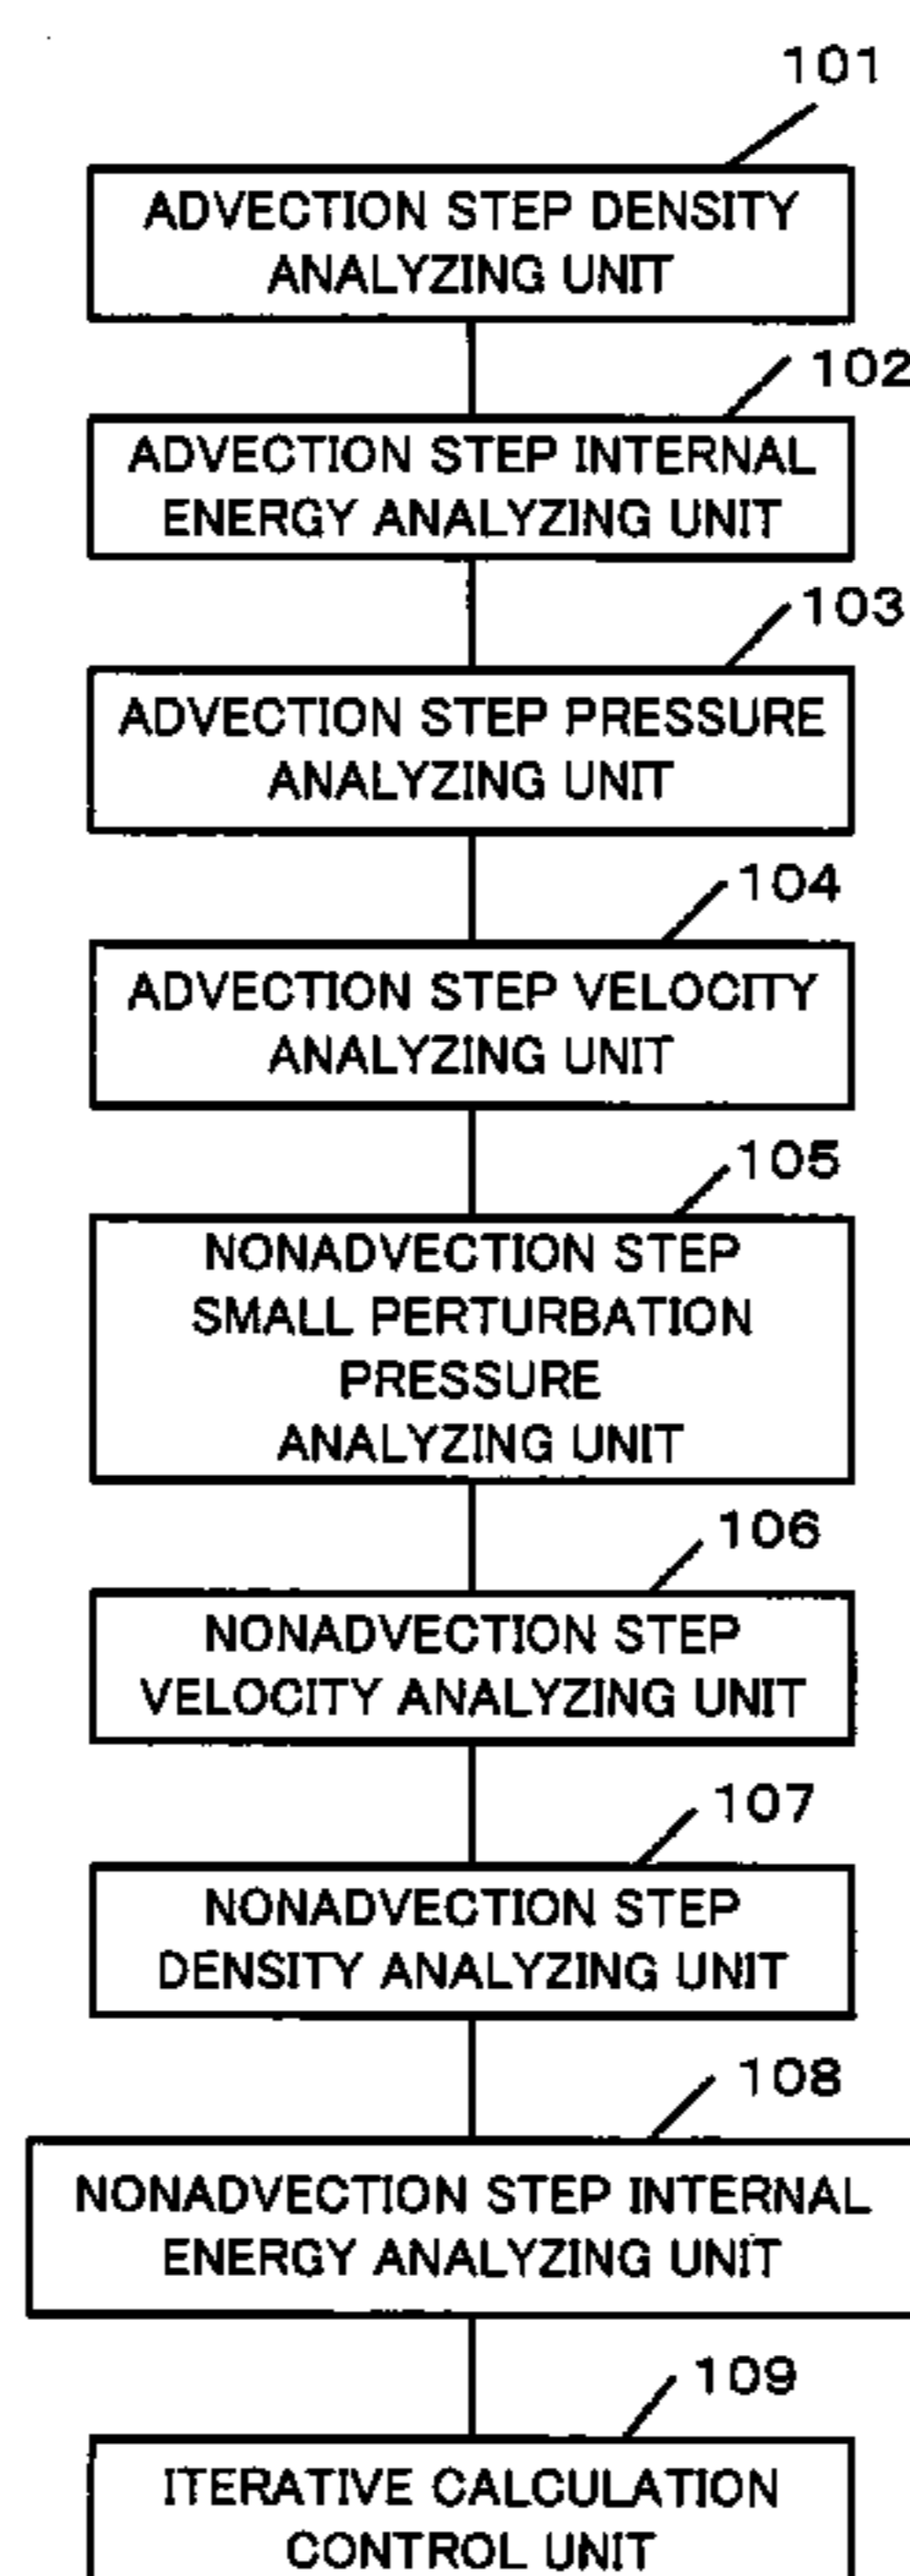 101
ADVECTION STEP DENSITY
ANALYZING UNIT
102
ADVECTION STEP INTERNAL
ENERGY ANALYZING UNIT
103
ADVECTION STEP PRESSURE
ANALYZING UNIT
104
ADVECTION STEP VELOCITY
ANALYZING UNIT
105
NONADVECTION STEP
SMALL PERTURBATION
PRESSURE
ANALYZING UNIT
106
NONADVECTION STEP
VELOCITY ANALYZING UNIT
107
NONADVECTION STEP
DENSITY ANALYZING UNIT
108
NONADVECTION STEP INTERNAL
ENERGY ANALYZING UNIT
109
ITERATIVE CALCULATION
CONTROL UNIT